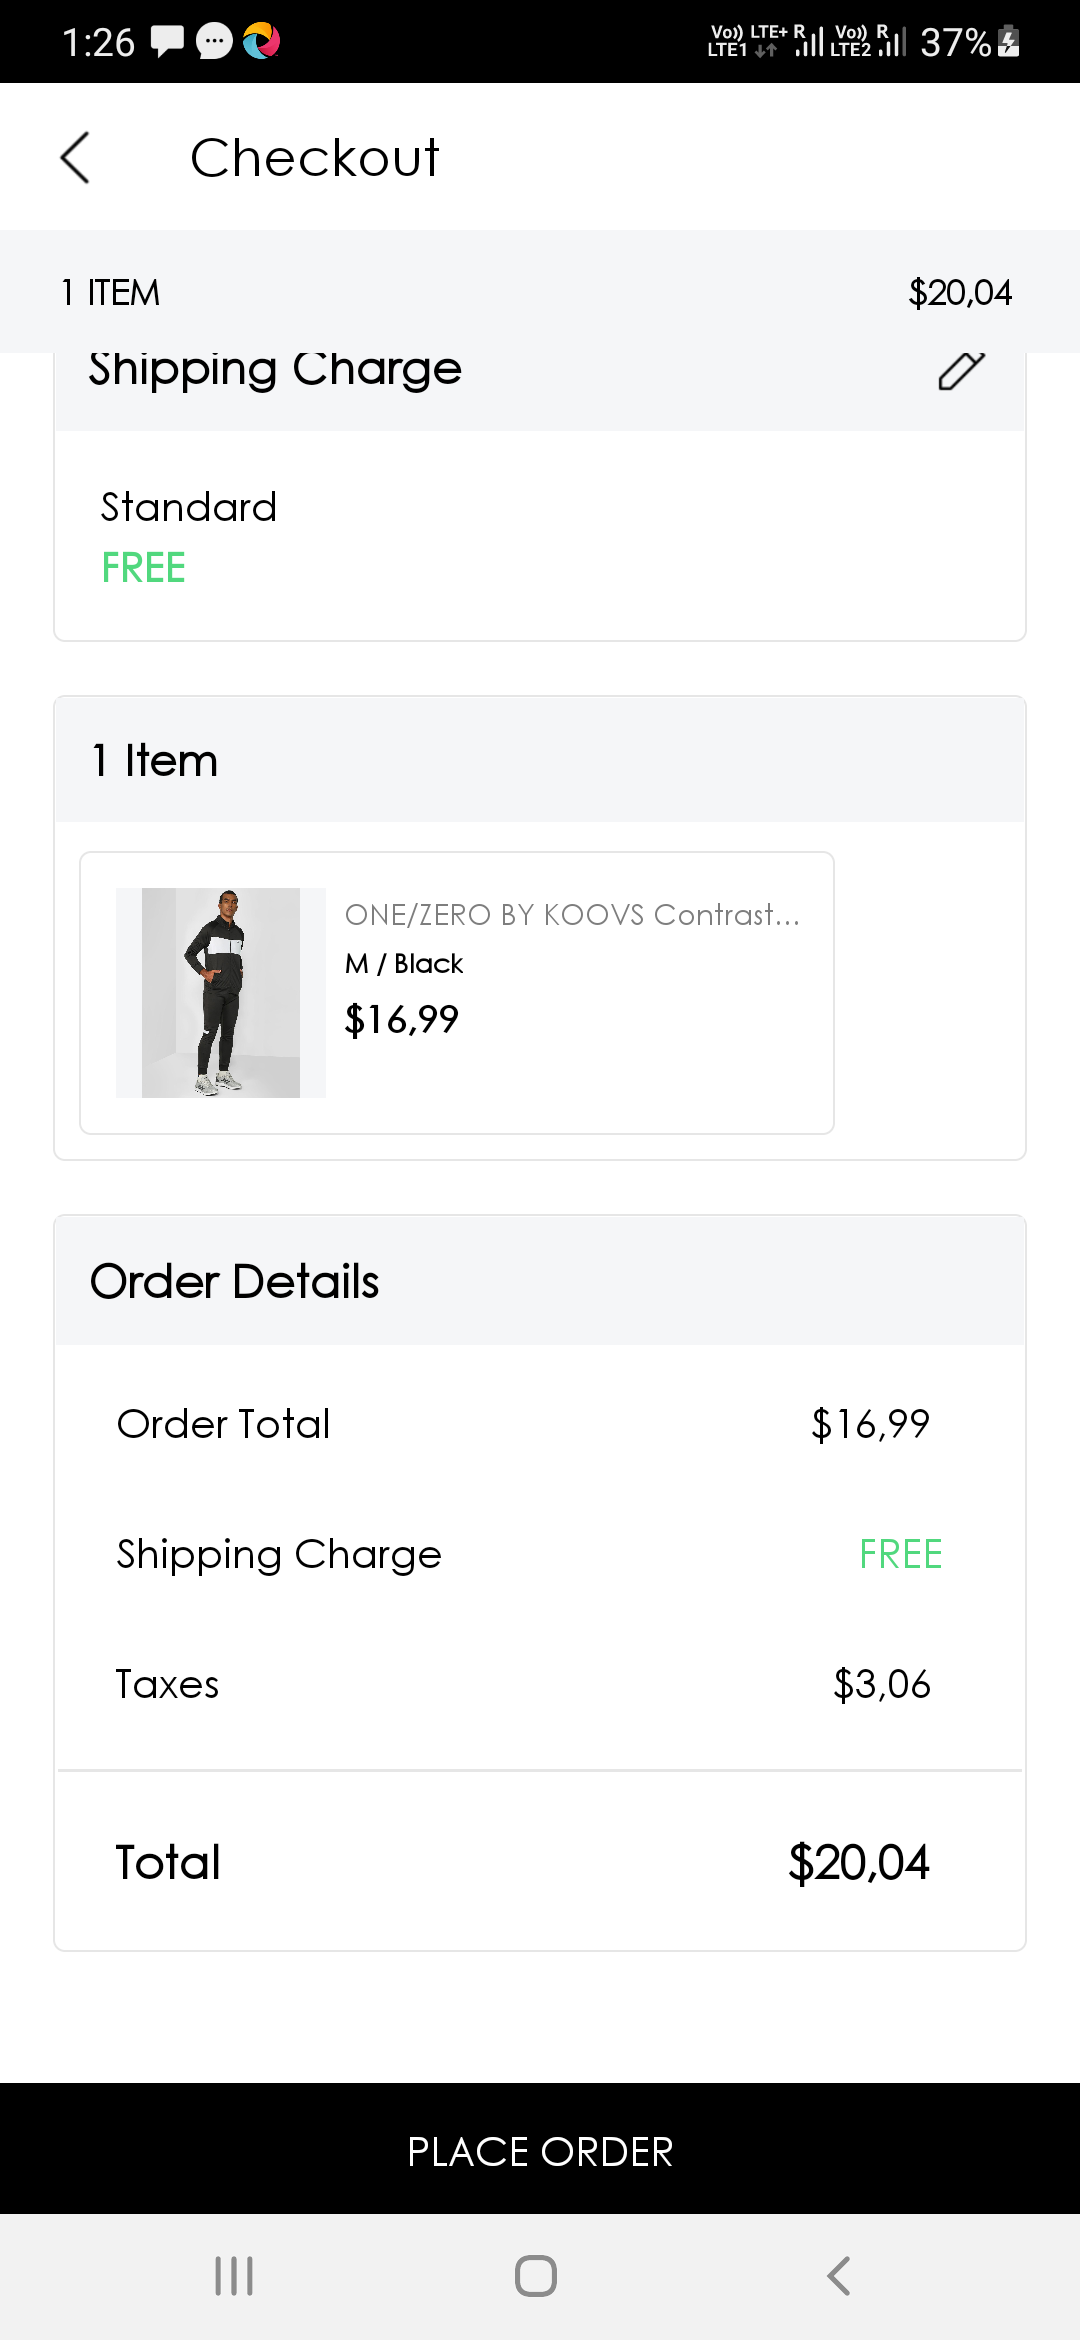 1:26
Vo)) LTE+ R Vo)) R 37%
LTE1 LTE2
Checkout
1 ITEM $20,04
Shipping Charge
Standard
FREE
1 Item
ONE/ZERO BY KOOVS Contrast...
M / Black
$16,99
Order Details
Order Total $16,99
Shipping Charge FREE
Taxes $3,06
Total $20,04
PLACE ORDER